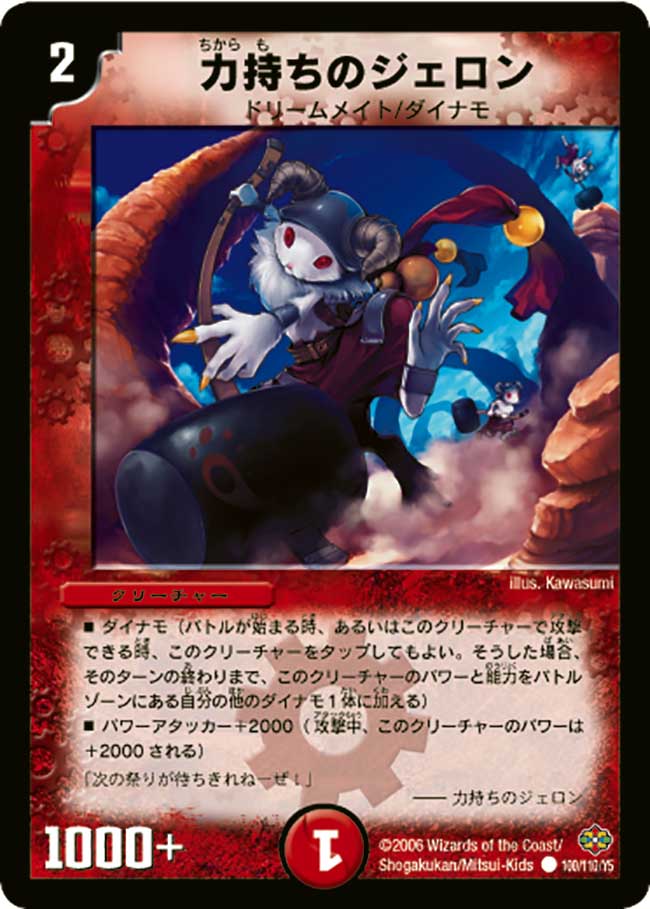 2
ちから も
力持ちのジェロン
ドリームメイト/ダイナモ
illus. Kawasumi
クリーチャー
■ ダイナモ（バトルが始まる時、あるいはこのクリーチャーで攻撃
できる時、このクリーチャーをタップしてもよい。そうした場合、
そのターンの終わりまで、このクリーチャーのパワーと能力をバトル
ゾーンにある自分の他のダイナモ１体に加える）
■ パワーアタッカー＋2000（攻撃中、このクリーチャーのパワーは
＋2000 される）
「次の祭りが待ちきれねーぜ！」
―― 力持ちのジェロン
1000+
1
©2006 Wizards of the Coast/
Shogakukan/Mitsui-Kids
100/110/Y5